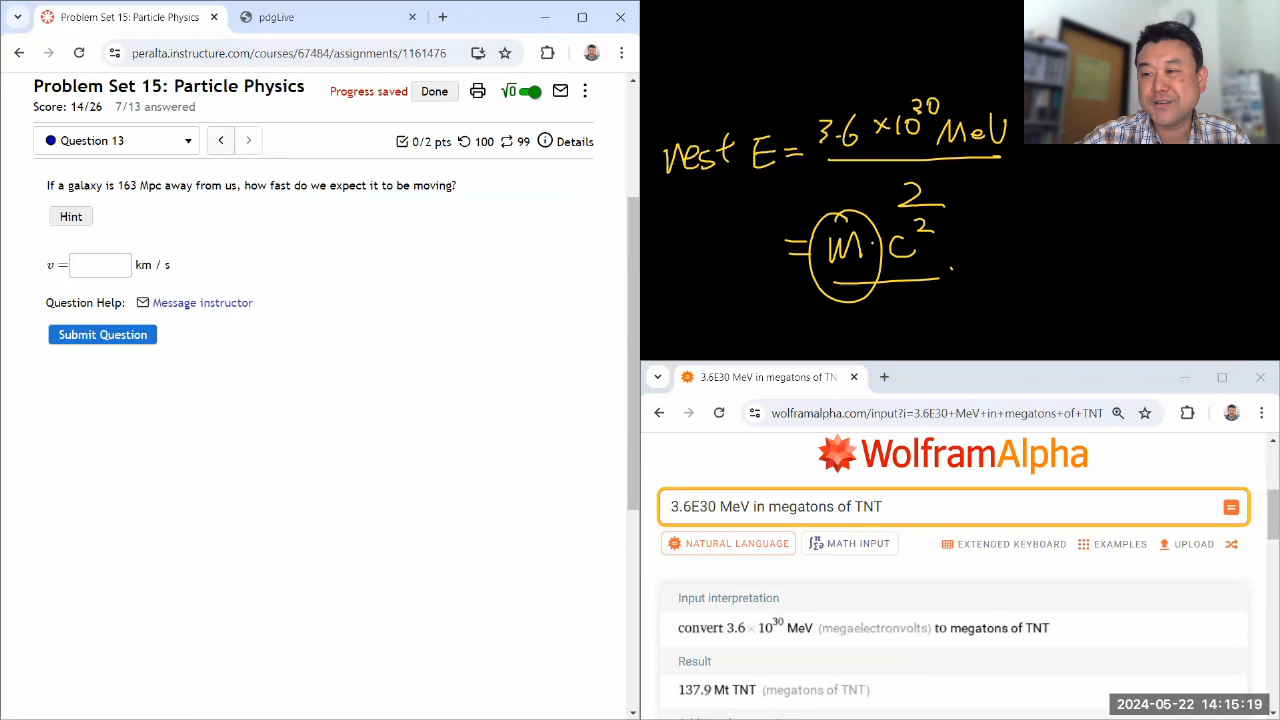 Problem Set 15: Particle Physics
pdgLive
peralta.instructure.com/courses/67484/assignments/1161476
Problem Set 15: Particle Physics
Progress saved
Done
√0
Score: 14/26 7/13 answered
Question 13
0/2 pts 100 99 Details
If a galaxy is 163 Mpc away from us, how fast do we expect it to be moving?
Hint
v = km / s
Question Help: Message instructor
Submit Question
rest E = 3.6 ×10^30 MeV
2
= m · c^2
3.6E30 MeV in megatons of TN
wolframalpha.com/input?i=3.6E30+MeV+in+megatons+of+TNT
WolframAlpha
3.6E30 MeV in megatons of TNT
NATURAL LANGUAGE
MATH INPUT
EXTENDED KEYBOARD
EXAMPLES
UPLOAD
Input interpretation
convert 3.6×10^30 MeV (megaelectronvolts) to megatons of TNT
Result
137.9 Mt TNT (megatons of TNT)
2024-05-22 14:15:19